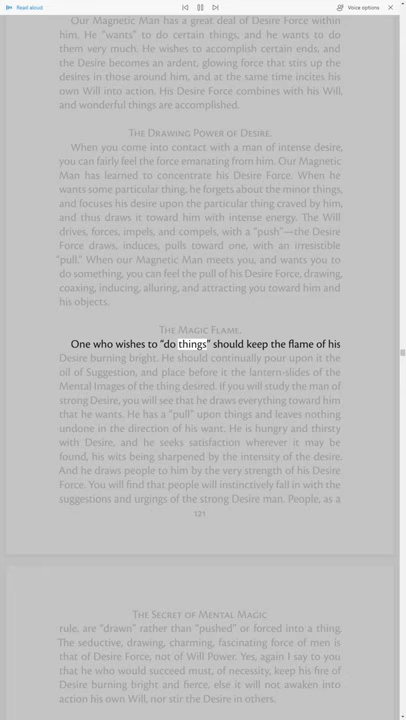 Read aloud
Voice options
Our Magnetic Man has a great deal of Desire Force within
him. He "wants" to do certain things, and he wants to do
them very much. He wishes to accomplish certain ends, and
the Desire becomes an ardent, glowing force that stirs up the
desires in those around him, and at the same time incites his
own Will into action. His Desire Force combines with his Will,
and wonderful things are accomplished.
The Drawing Power of Desire.
When you come into contact with a man of intense desire,
you can fairly feel the force emanating from him. Our Magnetic
Man has learned to concentrate his Desire Force. When he
wants some particular thing, he forgets about the minor things,
and focuses his desire upon the particular thing craved by him,
and thus draws it toward him with intense energy. The Will
drives, forces, impels, and compels, with a "push"—the Desire
Force draws, induces, pulls toward one, with an irresistible
"pull." When our Magnetic Man meets you, and wants you to
do something, you can feel the pull of his Desire Force, drawing,
coaxing, inducing, alluring, and attracting you toward him and
his objects.
The Magic Flame.
One who wishes to "do things" should keep the flame of his
Desire burning bright. He should continually pour upon it the
oil of Suggestion, and place before it the lantern-slides of the
Mental Images of the thing desired. If you will study the man of
strong Desire, you will see that he draws everything toward him
that he wants. He has a "pull" upon things and leaves nothing
undone in the direction of his want. He is hungry and thirsty
with Desire, and he seeks satisfaction wherever it may be
found, his wits being sharpened by the intensity of the desire.
And he draws people to him by the very strength of his Desire
Force. You will find that people will instinctively fall in with the
suggestions and urgings of the strong Desire man. People, as a
121
The Secret of Mental Magic
rule, are "drawn" rather than "pushed" or forced into a thing.
The seductive, drawing, charming, fascinating force of men is
that of Desire Force, not of Will Power. Yes, again I say to you
that he who would succeed must, of necessity, keep his fire of
Desire burning bright and fierce, else it will not awaken into
action his own Will, nor stir the Desire in others.